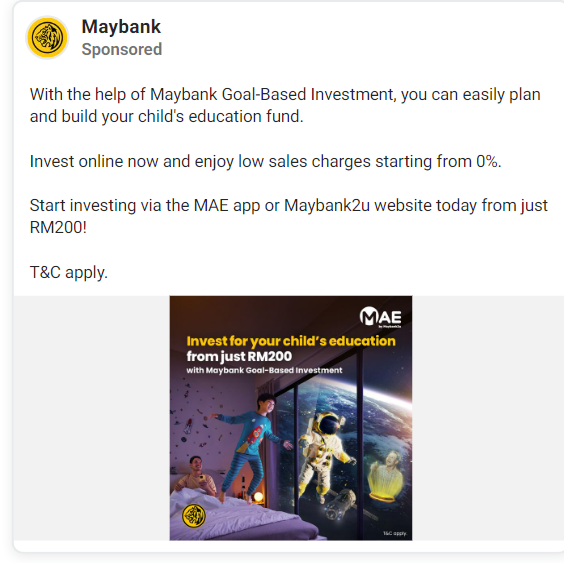 Maybank
Sponsored
With the help of Maybank Goal-Based Investment, you can easily plan
and build your child's education fund.
Invest online now and enjoy low sales charges starting from 0%.
Start investing via the MAE app or Maybank2u website today from just
RM200!
T&C apply.
MAE
by Maybank2u
Invest for your child's education
from just RM200
with Maybank Goal-Based Investment
T&C apply